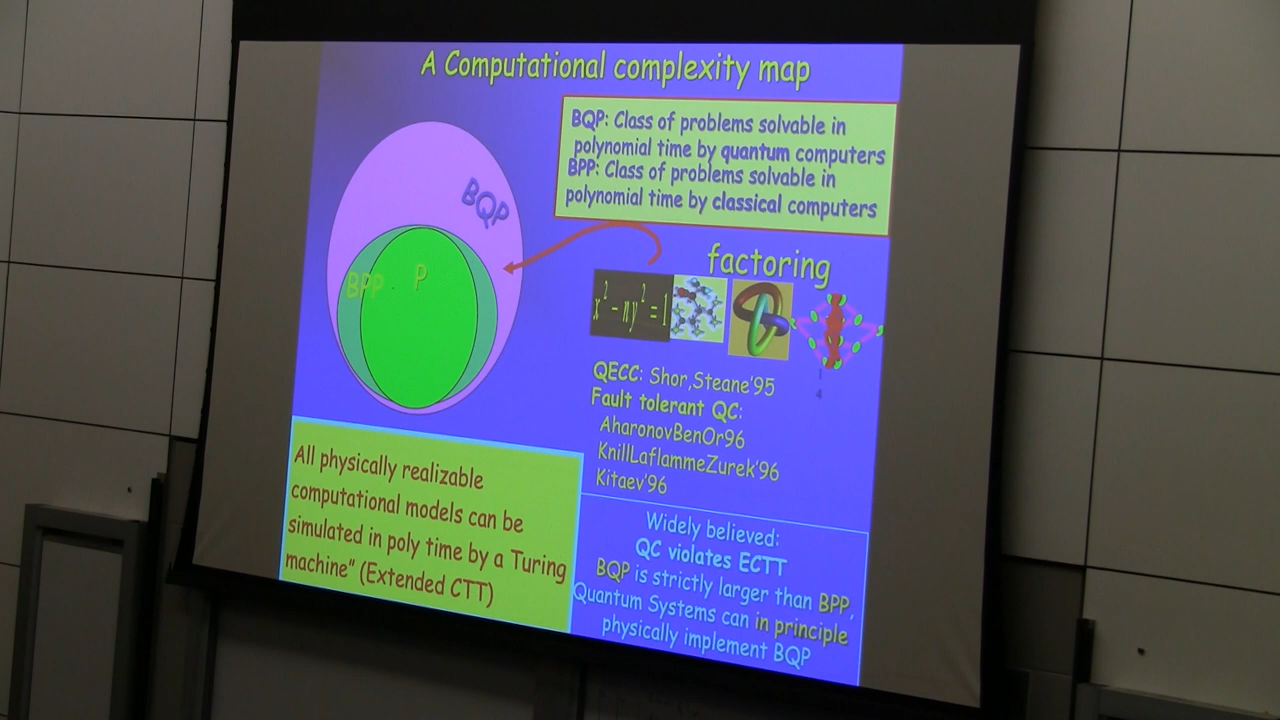 A Computational complexity map
BQP: Class of problems solvable in
polynomial time by quantum computers
BPP: Class of problems solvable in
polynomial time by classical computers
BQP
BPP
P
factoring
x² - ny² = 1
QECC: Shor,Steane'95
Fault tolerant QC:
AharonovBenOr96
KnillLaflammeZurek'96
Kitaev'96
All physically realizable
computational models can be
simulated in poly time by a Turing
machine” (Extended CTT)
Widely believed:
QC violates ECTT
BQP is strictly larger than BPP,
Quantum Systems can in principle
physically implement BQP